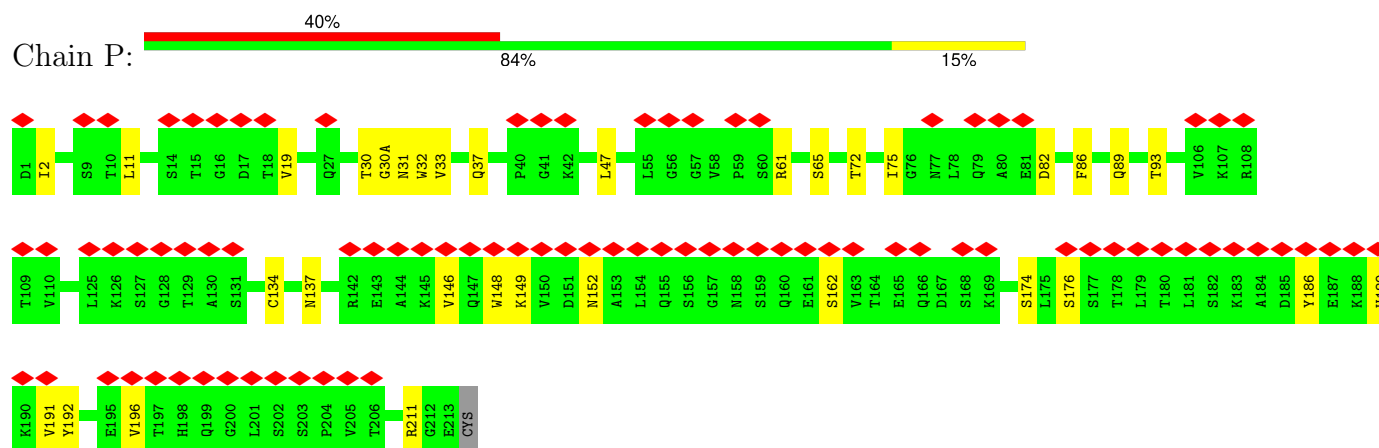 40%
Chain P:
84% 15%
D1 I2 S9 T10 L11 S14 T15 G16 D17 T18 V19 Q27 T30 G30A N31 W32 V33 Q37 P40 G41 K42 L47 L55 G56 G57 V58 P59 S60 R61 S65 T72 I75 G76 N77 L78 Q79 A80 E81 D82 F86 Q89 T93 V106 K107 R108
T109 V110 L125 K126 S127 G128 T129 A130 S131 C134 N137 R142 E143 A144 K145 V146 Q147 W148 K149 V150 D151 N152 A153 L154 Q155 S156 G157 N158 S159 Q160 E161 S162 V163 T164 E165 Q166 D167 S168 K169 S174 L175 S176 S177 T178 L179 T180 L181 S182 K183 A184 D185 Y186 E187 K188
K190 V191 Y192 E195 V196 T197 H198 Q199 G200 L201 S202 S203 P204 V205 T206 R211 G212 E213 CYS